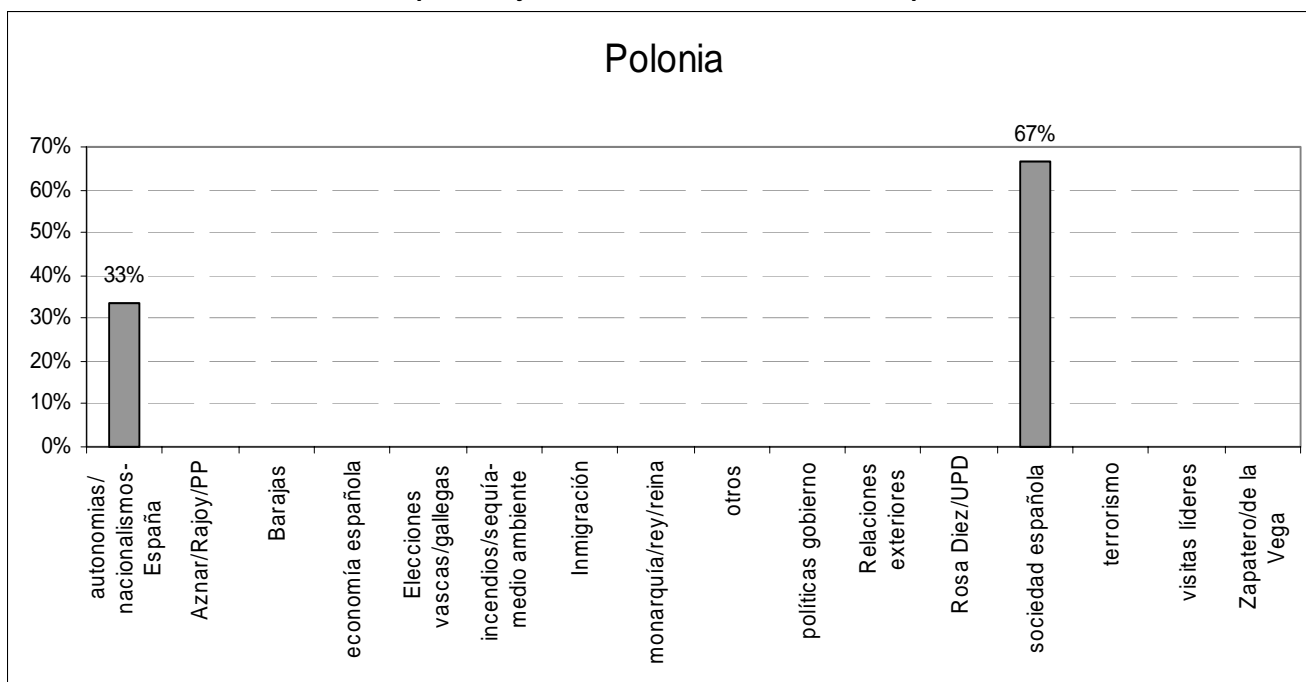 Polonia
70%
60%
50%
40%
30%
20%
10%
0%
33%
67%
autonomías/
nacionalismos-
España
Aznar/Rajoy/PP
Barajas
economía española
Elecciones
vascas/gallegas
incendios/sequía-
medio ambiente
Inmigración
monarquía/rey/reina
otros
políticas gobierno
Relaciones
exteriores
Rosa Diez/UPD
sociedad española
terrorismo
visitas líderes
Zapatero/de la
Vega